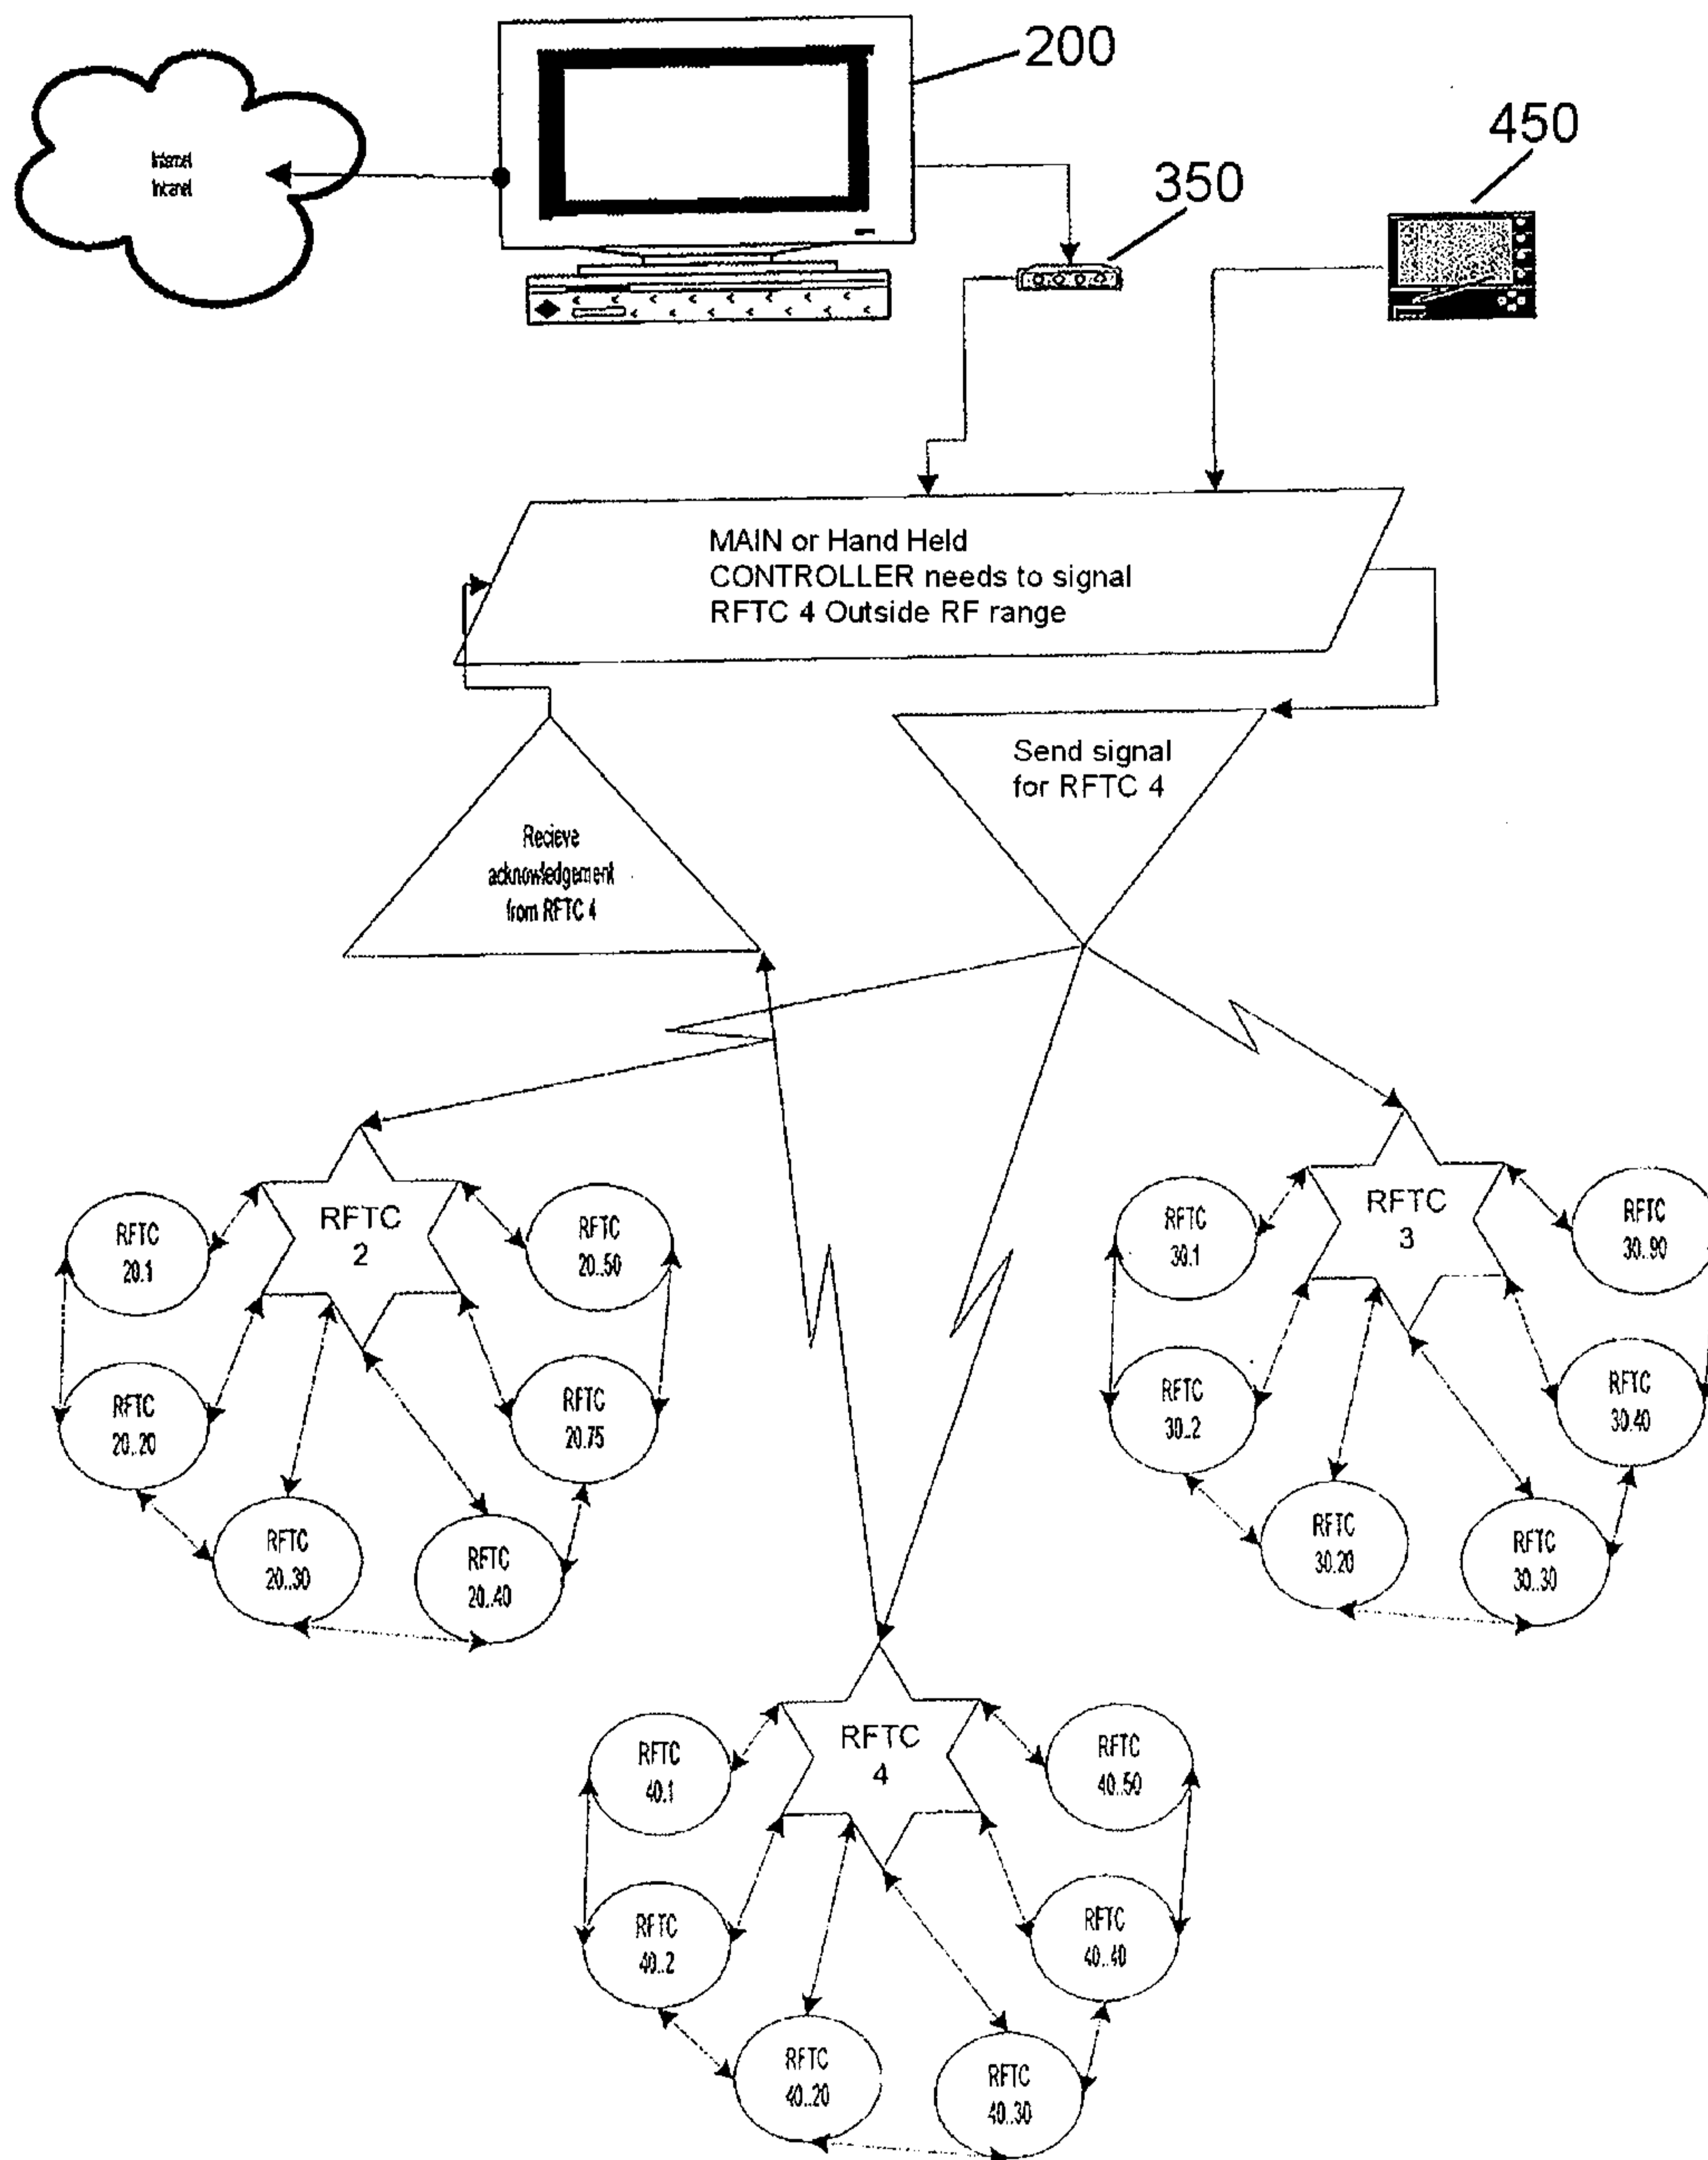 200
450
350
Internet
Intranet
MAIN or Hand Held
CONTROLLER needs to signal
RFTC 4 Outside RF range
Send signal
for RFTC 4
Recieve
acknowledgement
from RFTC 4
RFTC
2
RFTC
20.1
RFTC
20..50
RFTC
20..20
RFTC
20.75
RFTC
20..30
RFTC
20..40
RFTC
3
RFTC
30.1
RFTC
30..90
RFTC
30..2
RFTC
30.40
RFTC
30.20
RFTC
30..30
RFTC
4
RFTC
40.1
RFTC
40..50
RFTC
40..2
RFTC
40..40
RFTC
40..20
RFTC
40..30